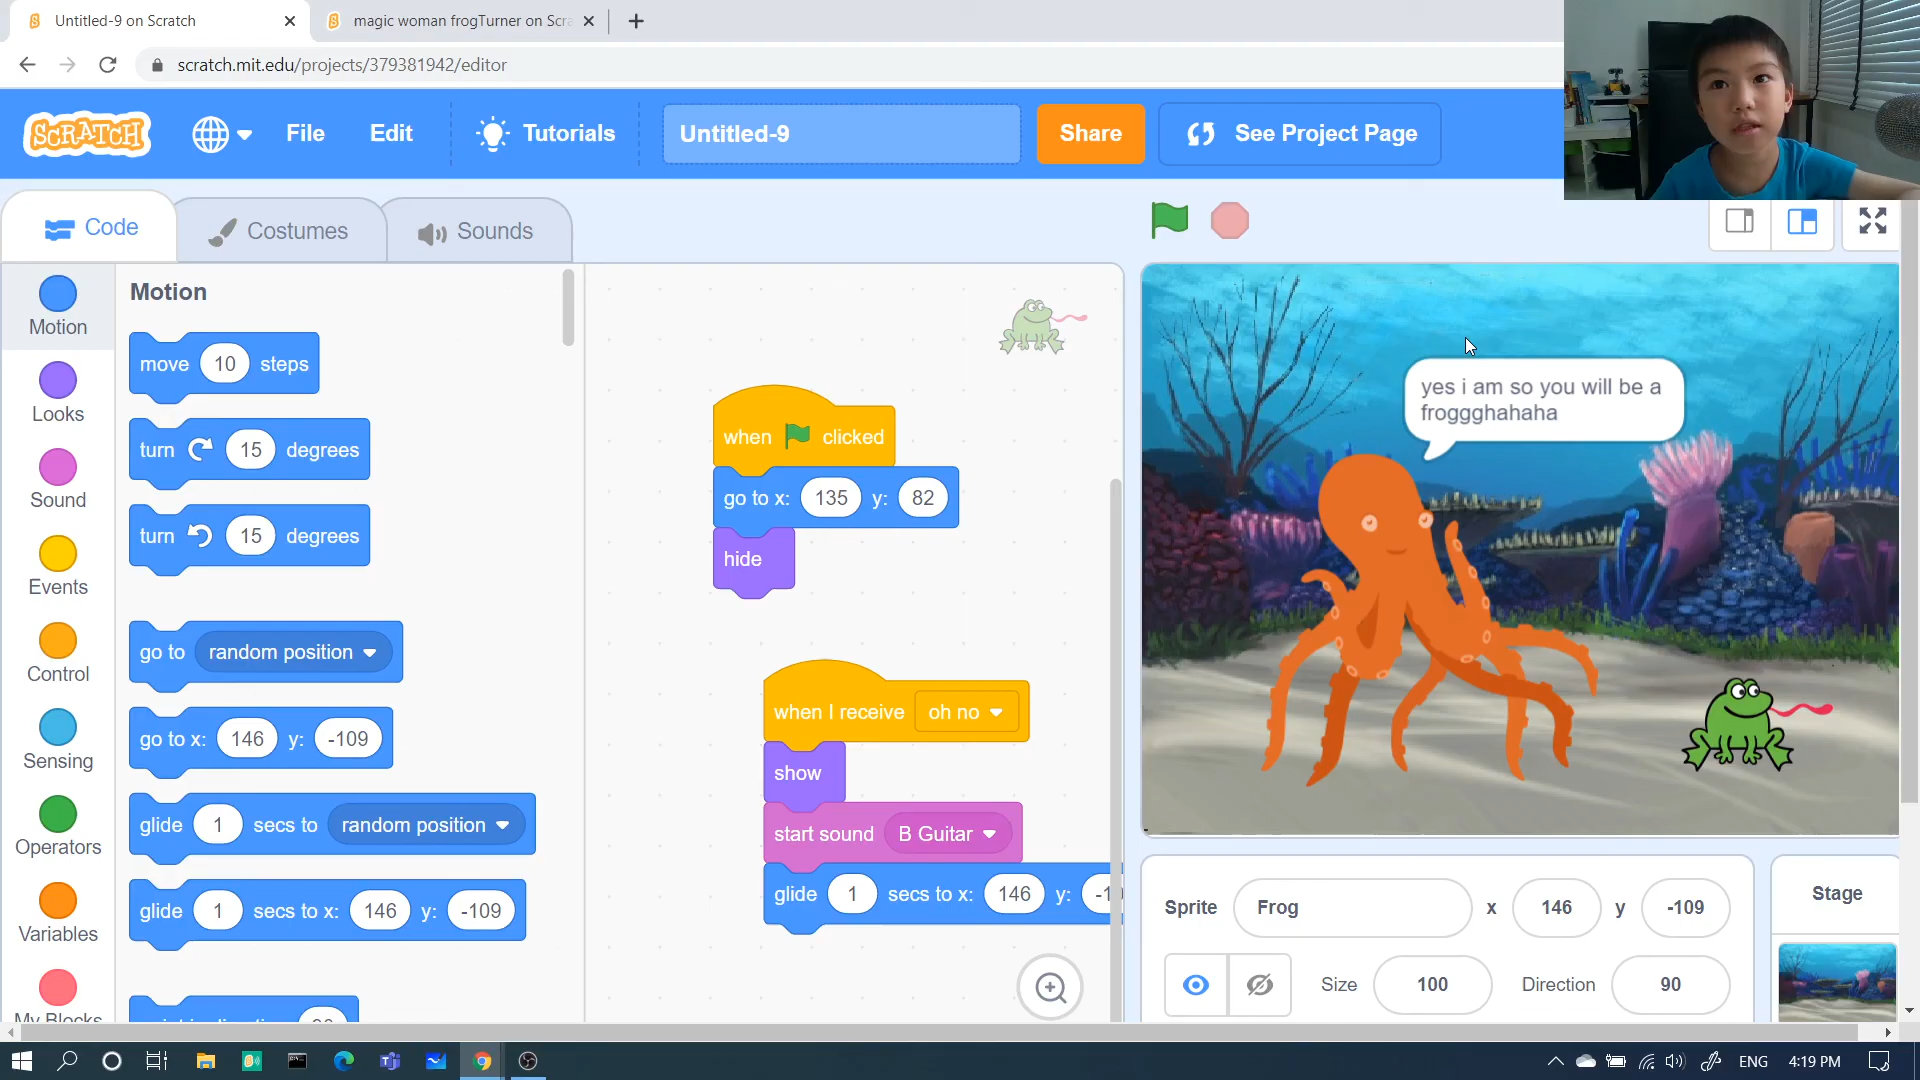 Untitled-9 on Scratch
magic woman frogTurner on Scra
scratch.mit.edu/projects/379381942/editor
SCRATCH
File
Edit
Tutorials
Untitled-9
Share
See Project Page
Code
Costumes
Sounds
Motion
Looks
Sound
Events
Control
Sensing
Operators
Variables
My Blocks
Motion
move 10 steps
turn 15 degrees
turn 15 degrees
go to random position
go to x: 146 y: -109
glide 1 secs to random position
glide 1 secs to x: 146 y: -109
when clicked
go to x: 135 y: 82
hide
when I receive oh no
show
start sound B Guitar
glide 1 secs to x: 146 y:
yes i am so you will be a
froggghahaha
Sprite Frog x 146 y -109
Size 100 Direction 90
Stage
ENG 4:19 PM